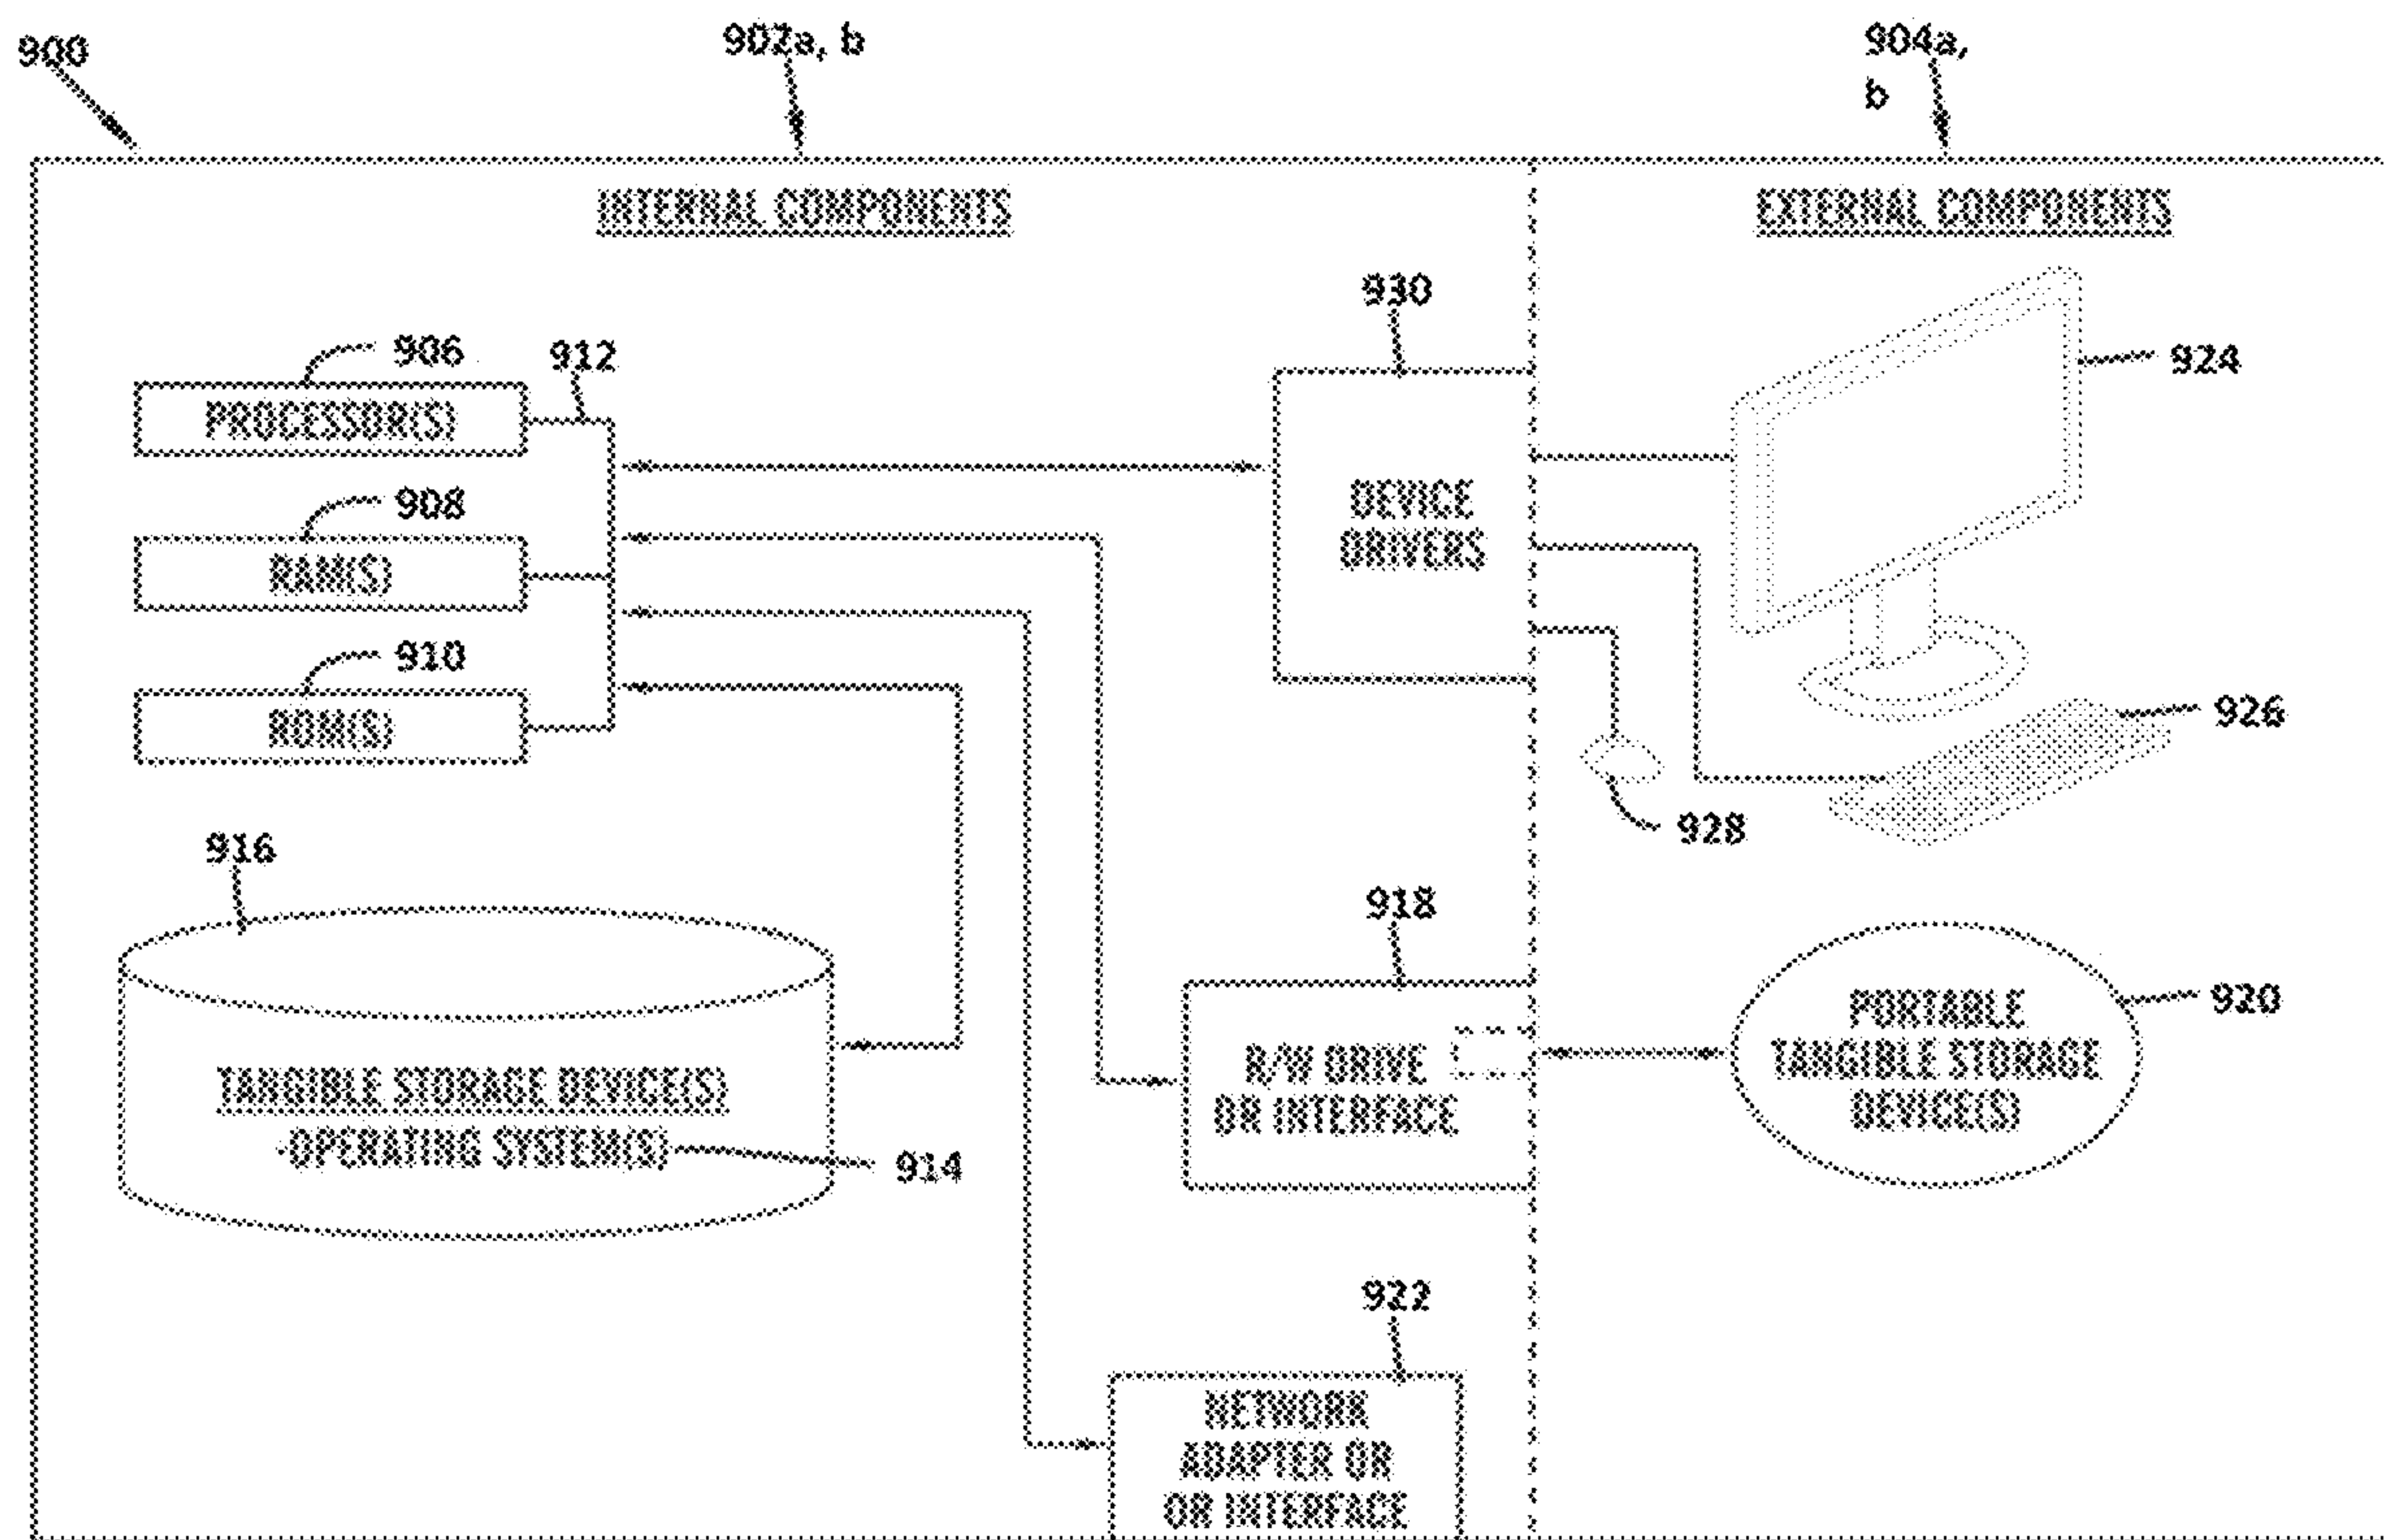 900
902a, b
904a,
b
INTERNAL COMPONENTS
EXTERNAL COMPONENTS
930
906
912
924
PROCESSOR(S)
908
DEVICE
DRIVERS
RAM(S)
910
926
ROM(S)
928
916
918
920
PORTABLE
TANGIBLE STORAGE
DEVICE(S)
R/W DRIVE
OR INTERFACE
TANGIBLE STORAGE DEVICE(S)
-OPERATING SYSTEM(S)
914
922
NETWORK
ADAPTER OR
OR INTERFACE